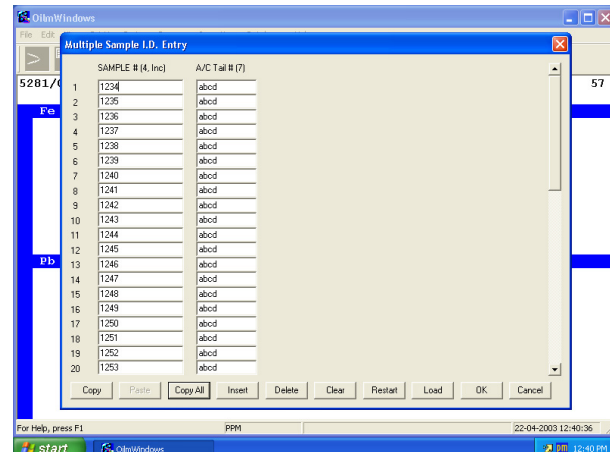 OilmWindows
File Edit
Multiple Sample I.D. Entry
SAMPLE # (4, Inc) A/C Tail # (7)
5281/ 57
Fe
1 1234 abcd
2 1235 abcd
3 1236 abcd
4 1237 abcd
5 1238 abcd
6 1239 abcd
7 1240 abcd
8 1241 abcd
9 1242 abcd
10 1243 abcd
11 1244 abcd
12 1245 abcd
Pb
13 1246 abcd
14 1247 abcd
15 1248 abcd
16 1249 abcd
17 1250 abcd
18 1251 abcd
19 1252 abcd
20 1253 abcd
Copy Paste Copy All Insert Delete Clear Restart Load OK Cancel
For Help, press F1 PPM 22-04-2003 12:40:36
start OilmWindows 12:40 PM